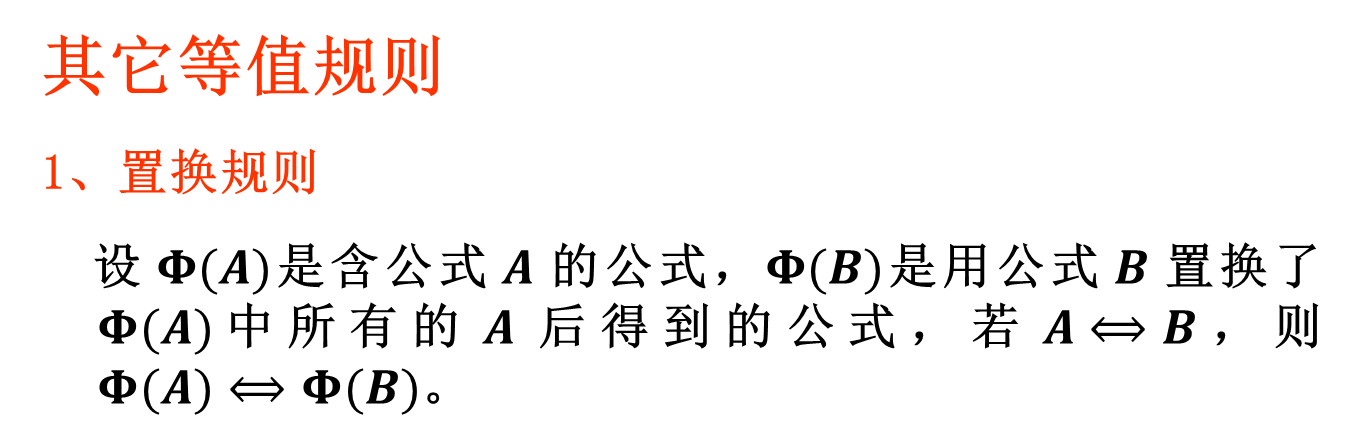 其它等值规则
1、置换规则
设 Φ(A)是含公式 A 的公式，Φ(B)是用公式 B 置换了
Φ(A)中所有的 A 后得到的公式，若 A⟺B，则
Φ(A)⟺Φ(B)。